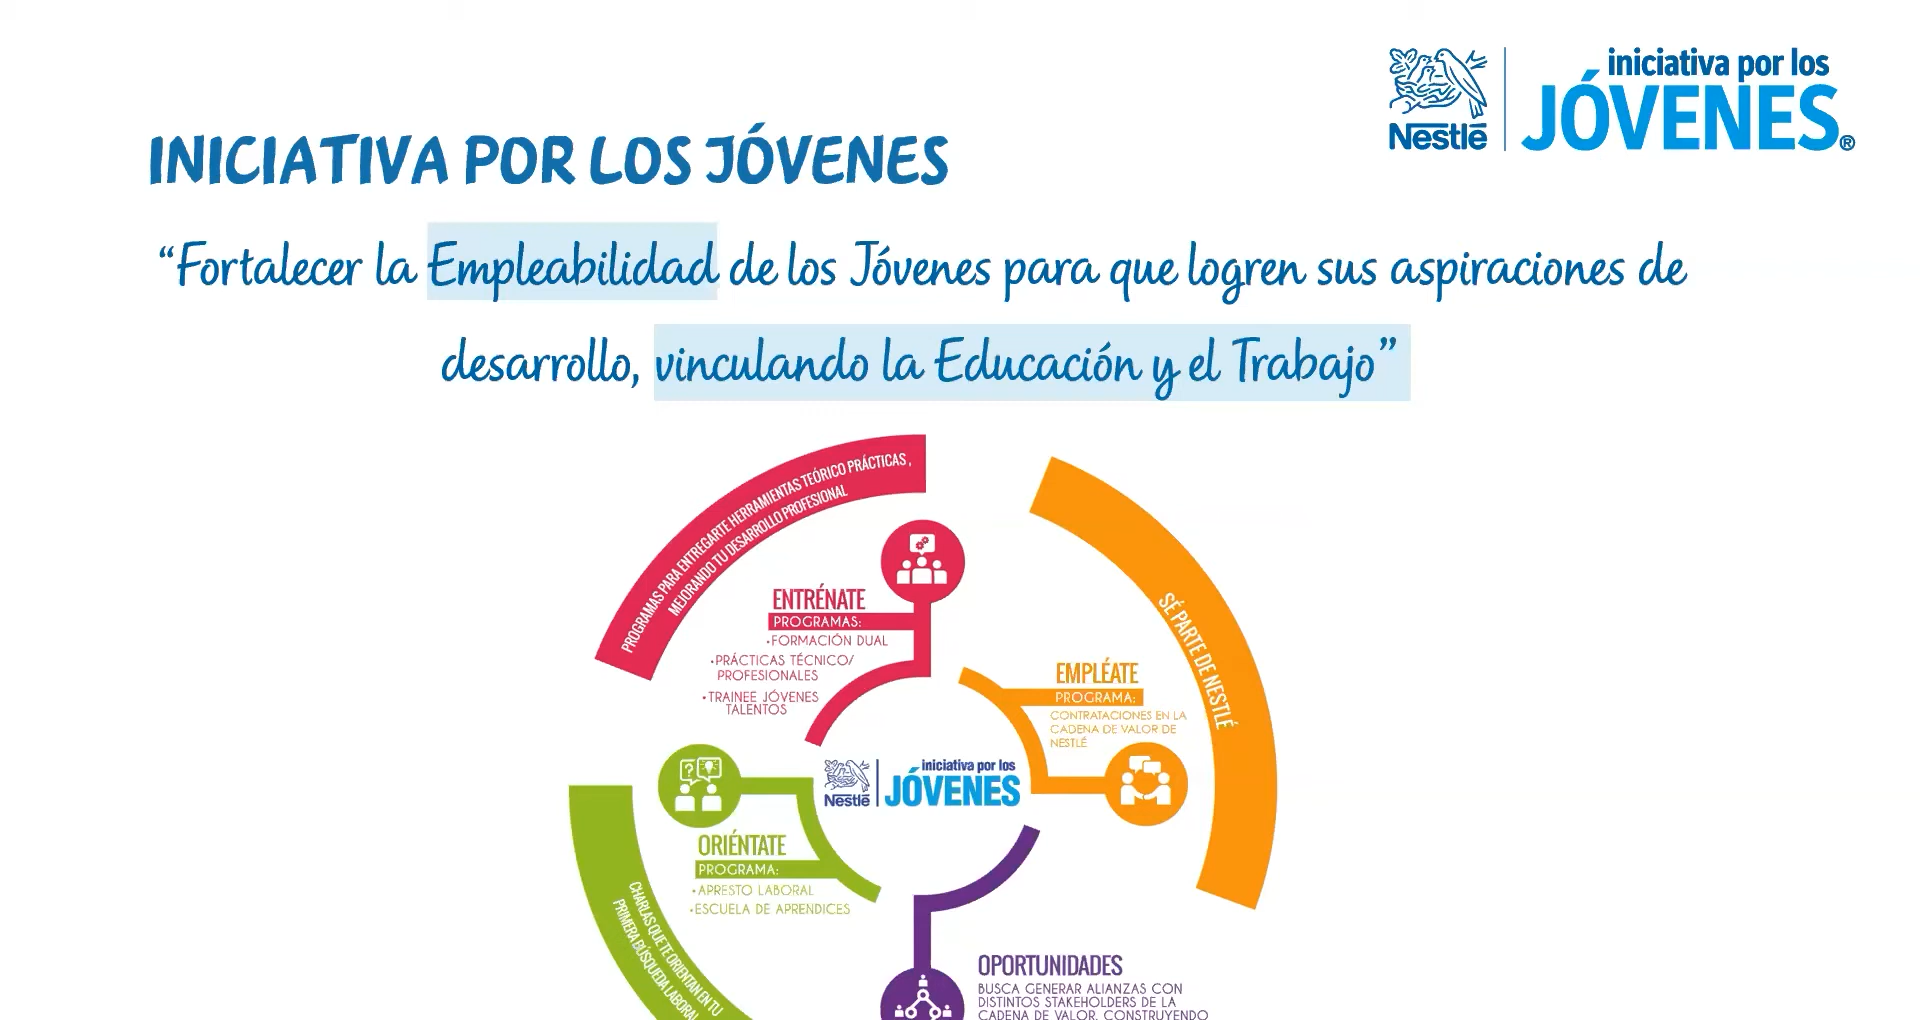 iniciativa por los
JÓVENES®
Nestlé
INICIATIVA POR LOS JÓVENES
“Fortalecer la Empleabilidad de los Jóvenes para que logren sus aspiraciones de
desarrollo, vinculando la Educación y el Trabajo”
PROGRAMAS PARA ENTREGARTE HERRAMIENTAS TEÓRICO PRÁCTICAS,
MEJORANDO TU DESARROLLO PROFESIONAL
ENTRÉNATE
PROGRAMAS:
•FORMACIÓN DUAL
•PRÁCTICAS TÉCNICO/
PROFESIONALES
•TRAINEE JÓVENES
TALENTOS
SÉ PARTE DE NESTLÉ
EMPLÉATE
PROGRAMA:
CONTRATACIONES EN LA
CADENA DE VALOR DE
NESTLÉ
Nestlé
iniciativa por los
JÓVENES
ORIÉNTATE
PROGRAMA:
•APRESTO LABORAL
•ESCUELA DE APRENDICES
CHARLAS QUE TE ORIENTAN EN TU
PRIMERA BÚSQUEDA LABORAL
OPORTUNIDADES
BUSCA GENERAR ALIANZAS CON
DISTINTOS STAKEHOLDERS DE LA
CADENA DE VALOR, CONSTRUYENDO